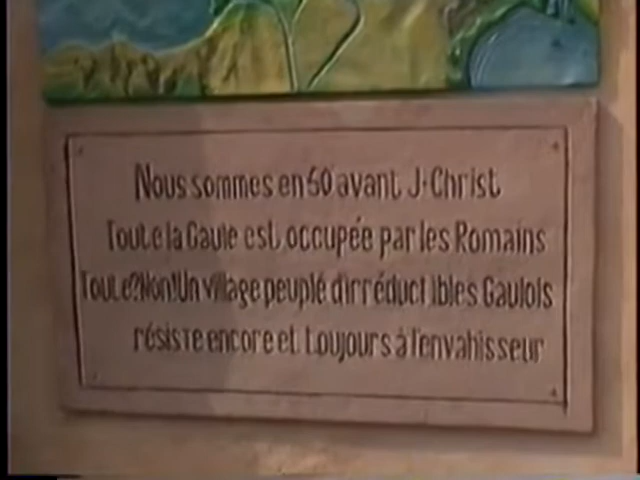 Nous sommes en 60 avant J-Christ
Toute la Gaule est occupée par les Romains
Toute? Non! Un village peuplé d'irréductibles Gaulois
résiste encore et toujours à l'envahisseur